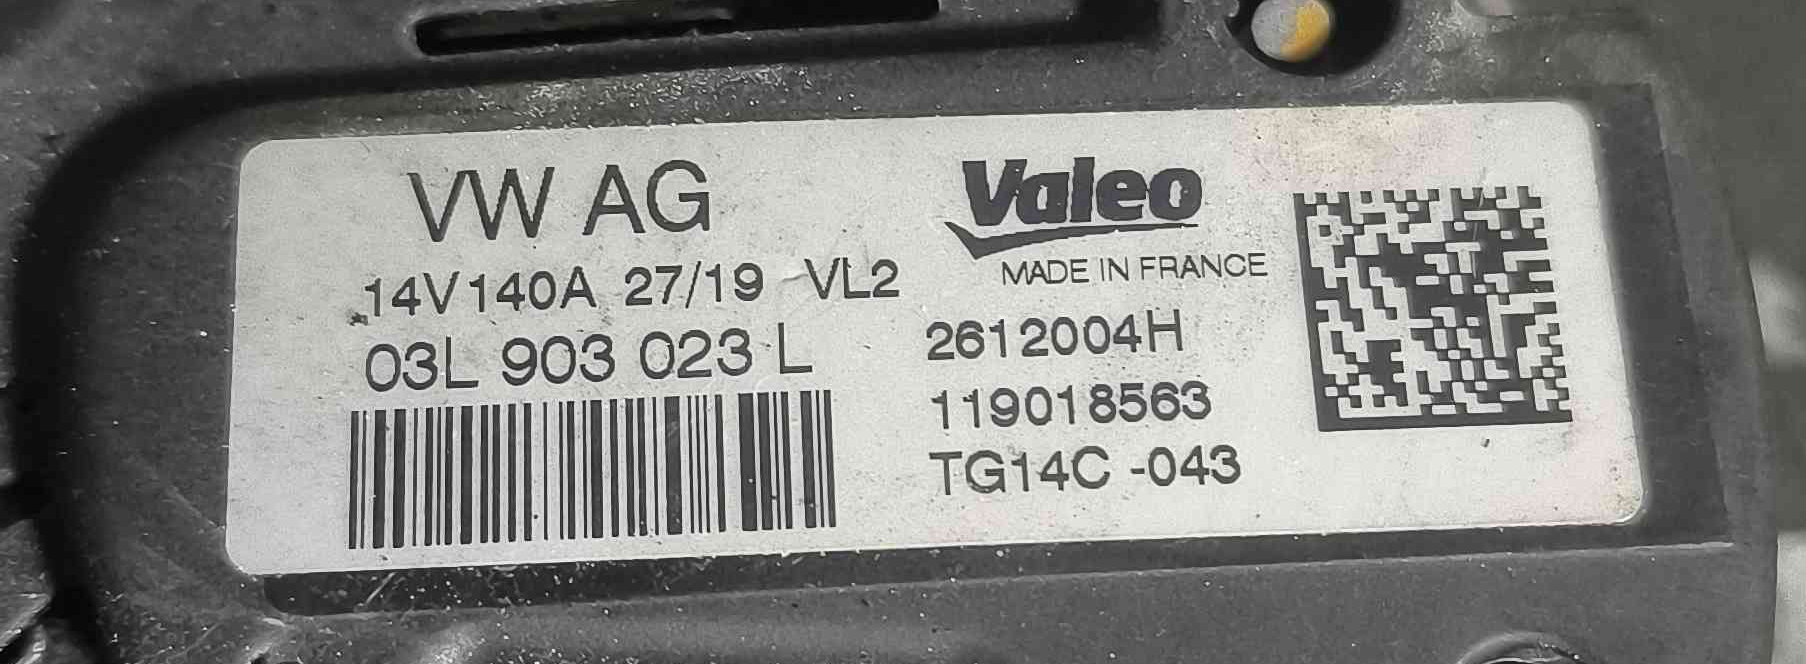 VW AG
14V140A 27/19 VL2
03L 903 023 L
Valeo
MADE IN FRANCE
2612004H
119018563
TG14C -043